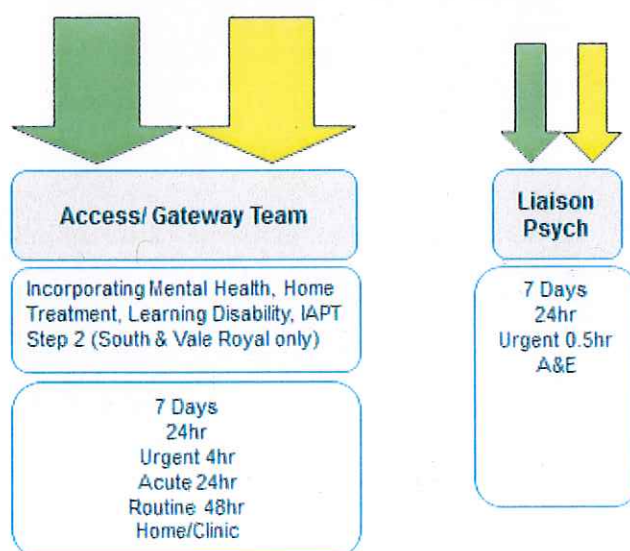 Access/ Gateway Team
Incorporating Mental Health, Home
Treatment, Learning Disability, IAPT
Step 2 (South & Vale Royal only)
7 Days
24hr
Urgent 4hr
Acute 24hr
Routine 48hr
Home/Clinic
Liaison
Psych
7 Days
24hr
Urgent 0.5hr
A&E